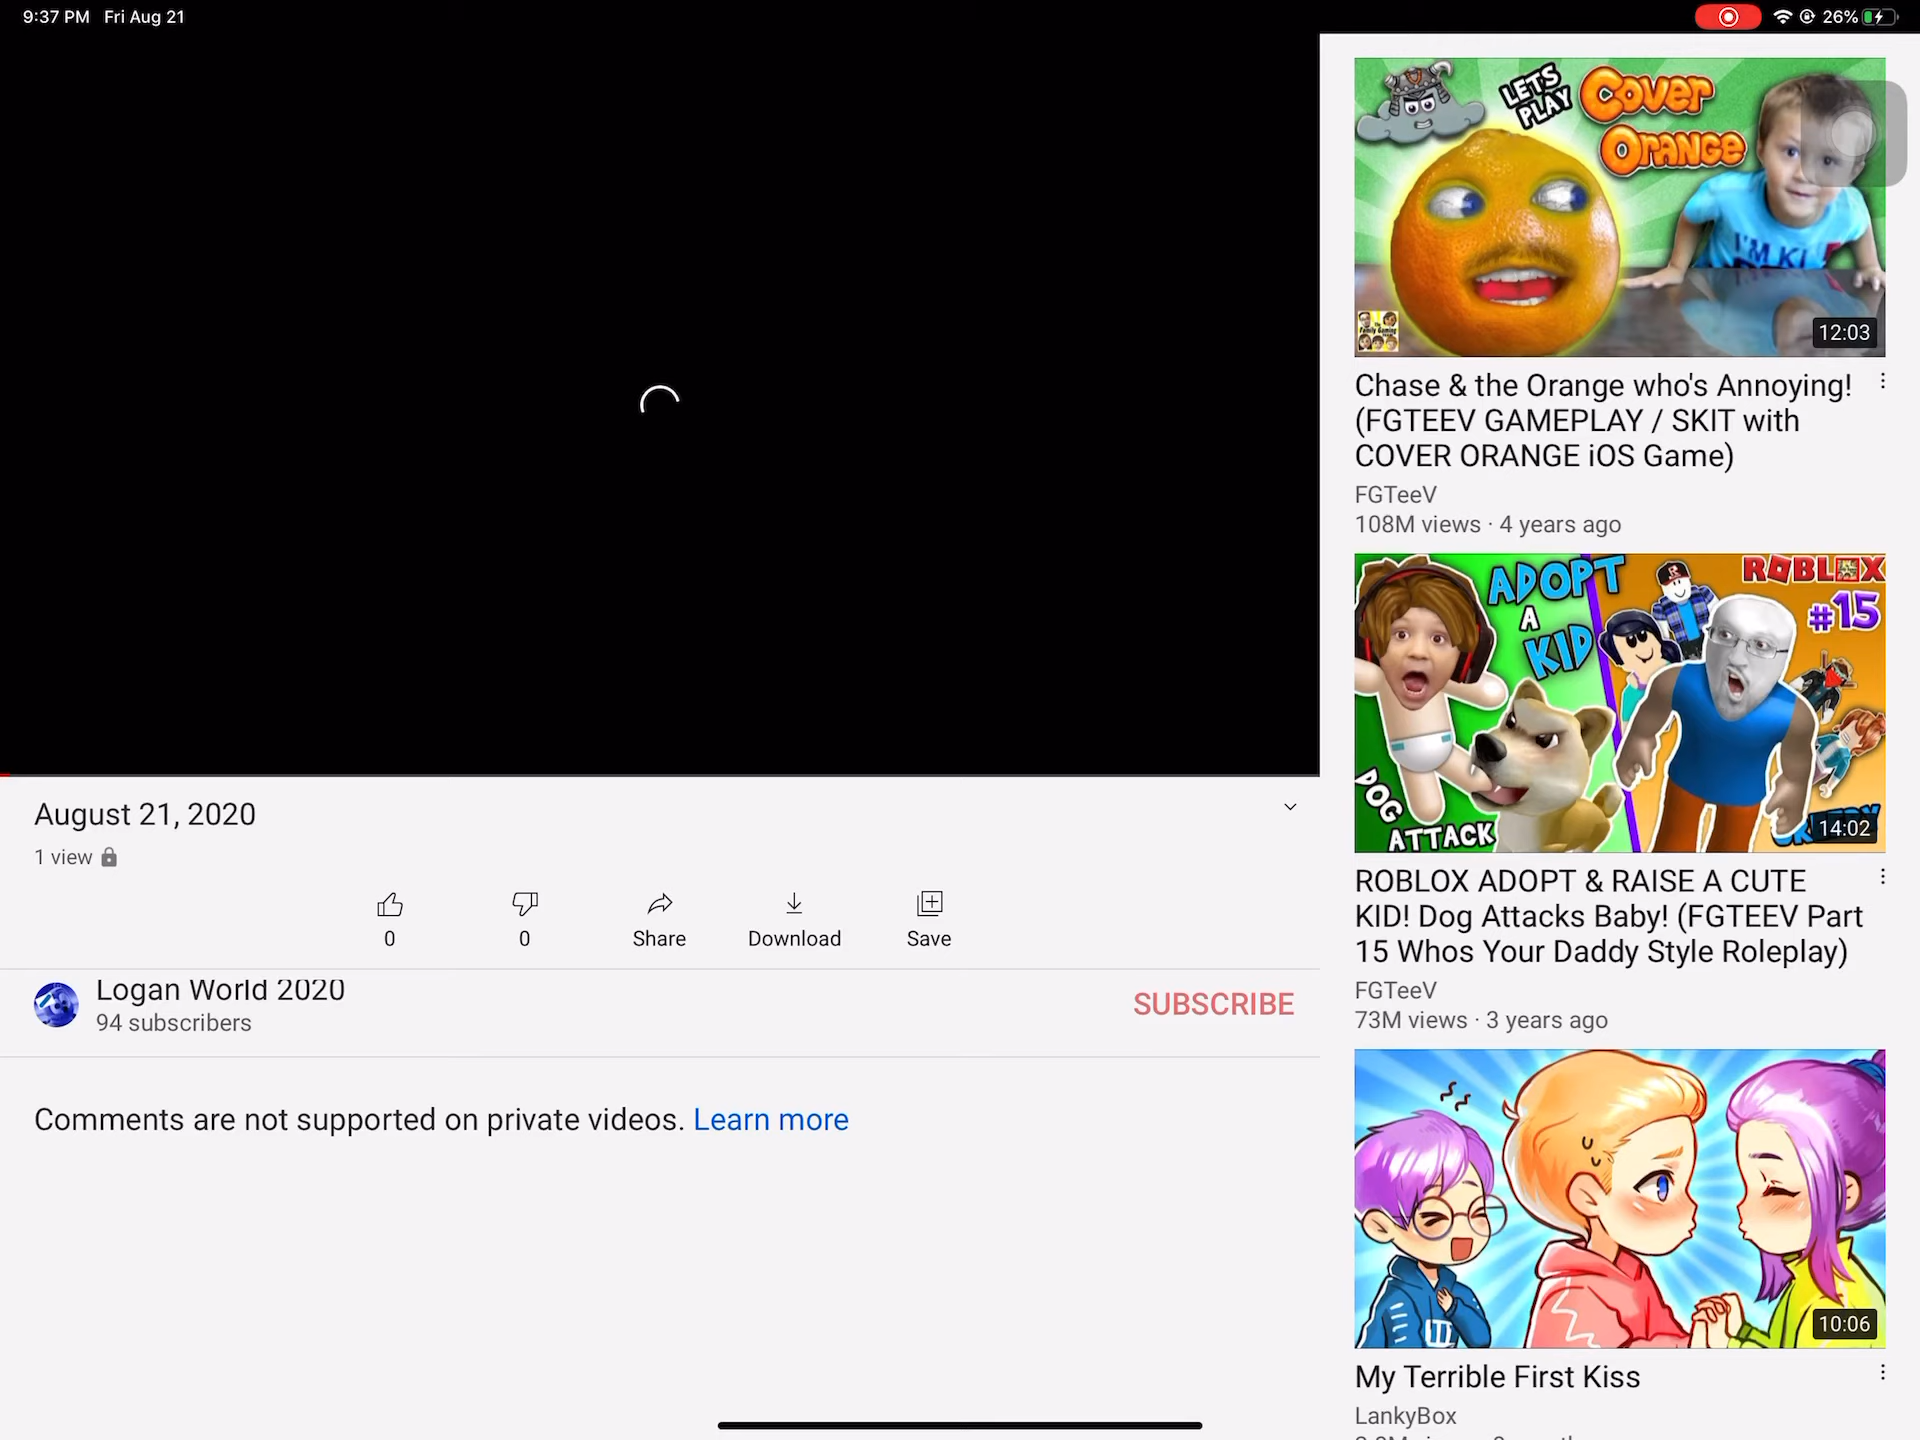 9:37 PM Fri Aug 21
26%
LETS
PLAY
Cover
Orange
I'M KI
12:03
Chase & the Orange who's Annoying!
(FGTEEV GAMEPLAY / SKIT with
COVER ORANGE iOS Game)
FGTeeV
108M views · 4 years ago
ADOPT
A
KID
ROBLOX
#15
DOG
ATTACK
14:02
ROBLOX ADOPT & RAISE A CUTE
KID! Dog Attacks Baby! (FGTEEV Part
15 Whos Your Daddy Style Roleplay)
FGTeeV
73M views · 3 years ago
10:06
My Terrible First Kiss
LankyBox
August 21, 2020
1 view
0
0
Share
Download
Save
Logan World 2020
94 subscribers
SUBSCRIBE
Comments are not supported on private videos. Learn more